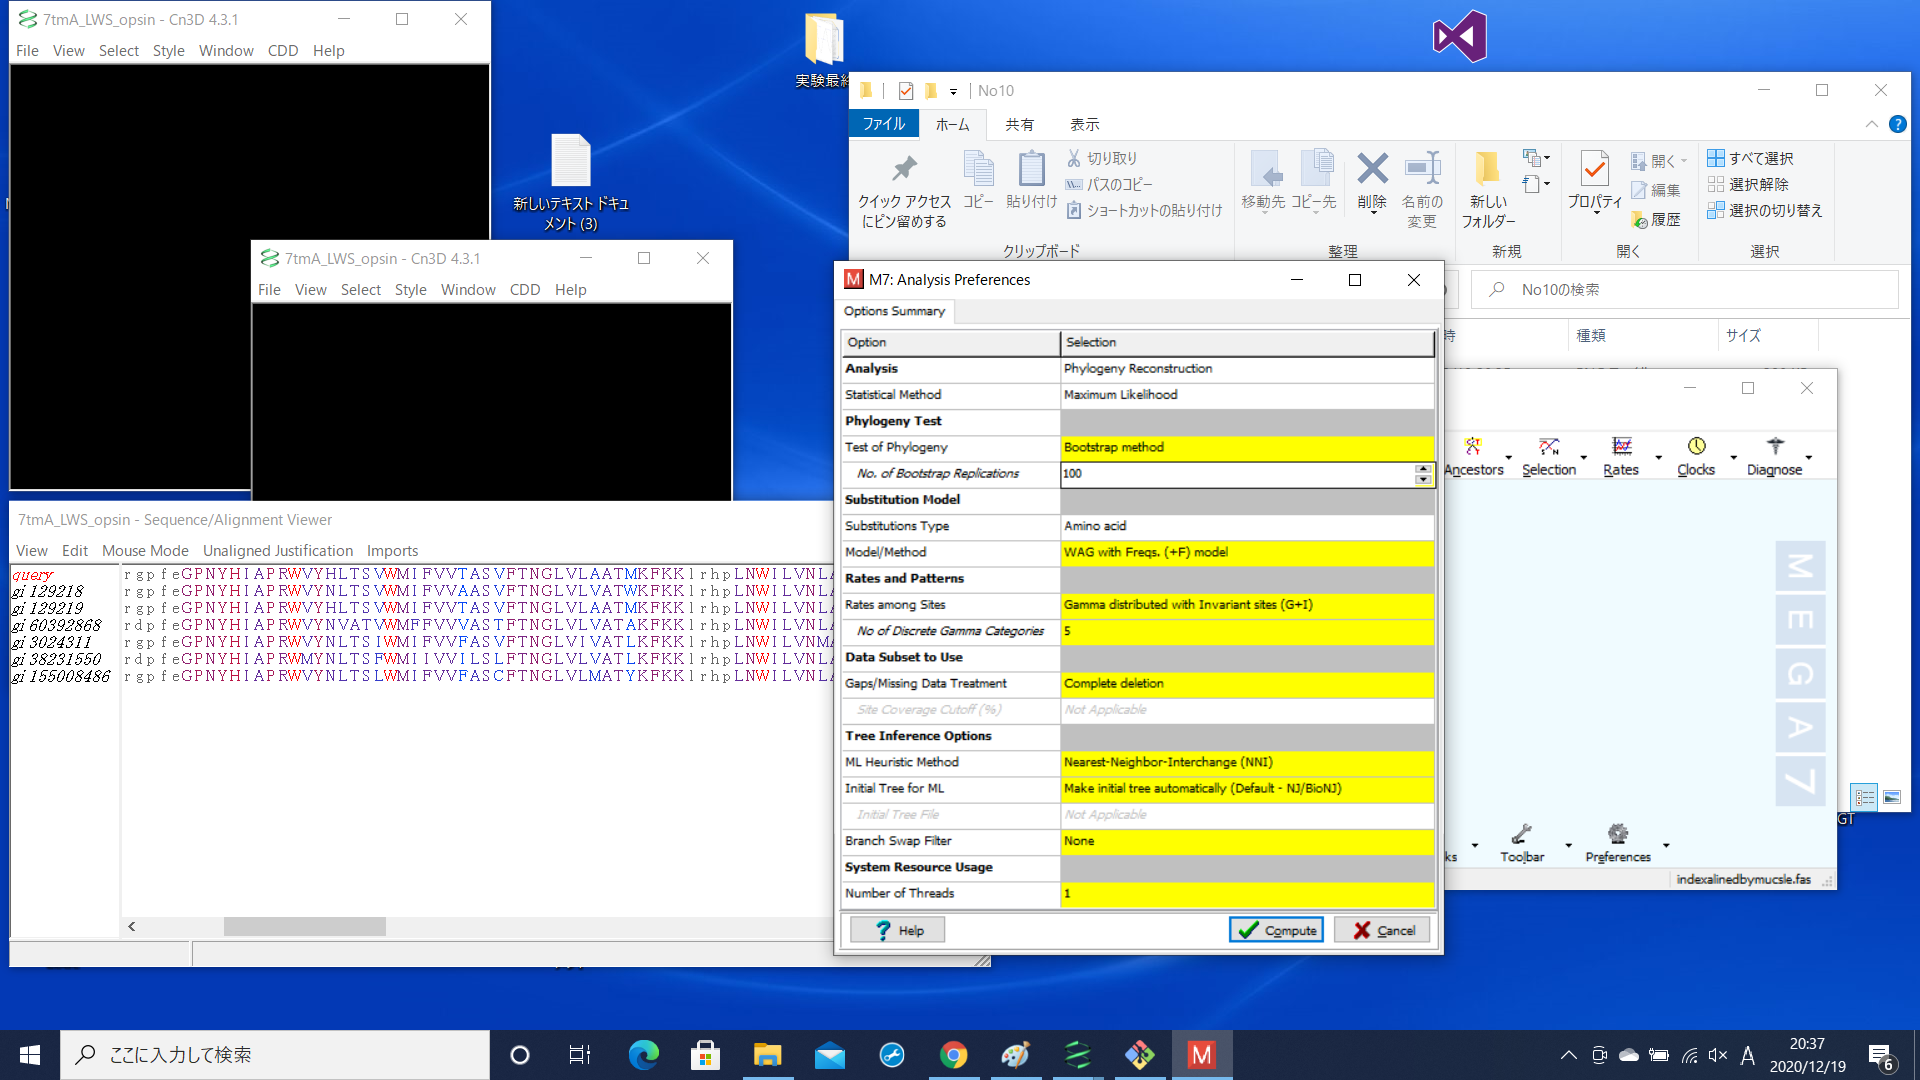 7tmA_LWS_opsin - Cn3D 4.3.1
File View Select Style Window CDD Help
新しいテキスト ドキュ
メント (3)
7tmA_LWS_opsin - Cn3D 4.3.1
File View Select Style Window CDD Help
7tmA_LWS_opsin - Sequence/Alignment Viewer
View Edit Mouse Mode Unaligned Justification Imports
query rgpfeGPNYHIAPRWVYHLTSVWMIFVVTASVFTNGLVLAATMKFKKlrhpLNWILVNLA
gi 129218 rgpfeGPNYHIAPRWVYNLTSVWMIFVVAASVFTNGLVLVATWKFKKlrhpLNWILVNLA
gi 129219 rgpfeGPNYHIAPRWVYHLTSVWMIFVVTASVFTNGLVLAATMKFKKlrhpLNWILVNLA
gi 60392868 rdpfeGPNYHIAPRWVYNVATVWMFFVVVASTFTNGLVLVATAKFKKlrhpLNWILVNLA
gi 3024311 rgpfeGPNYHIAPRWVYNLTSIWMIFVVFASVFTNGLVIVATLKFKKlrhpLNWILVNMA
gi 38231550 rdpfeGPNYHIAPRWMYNLTSFWMIIVVILSLFTNGLVLVATLKFKKlrhpLNWILVNLA
gi 155008486 rgpfeGPNYHIAPRWVYNLTSLWMIFVVFASCFTNGLVLMATYKFKKlrhpLNWILVNLA
実験最終
No10
ファイル ホーム 共有 表示
クイック アクセス
にピン留めする
コピー
貼り付け
切り取り
パスのコピー
ショートカットの貼り付け
クリップボード
移動先
コピー先
削除
名前の
変更
整理
新しい
フォルダー
新規
プロパティ
開く
編集
履歴
開く
すべて選択
選択解除
選択の切り替え
選択
No10の検索
時 種類 サイズ
M7: Analysis Preferences
Options Summary
Option Selection
Analysis Phylogeny Reconstruction
Statistical Method Maximum Likelihood
Phylogeny Test
Test of Phylogeny Bootstrap method
No. of Bootstrap Replications 100
Substitution Model
Substitutions Type Amino acid
Model/Method WAG with Freqs. (+F) model
Rates and Patterns
Rates among Sites Gamma distributed with Invariant sites (G+I)
No of Discrete Gamma Categories 5
Data Subset to Use
Gaps/Missing Data Treatment Complete deletion
Site Coverage Cutoff (%) Not Applicable
Tree Inference Options
ML Heuristic Method Nearest-Neighbor-Interchange (NNI)
Initial Tree for ML Make initial tree automatically (Default - NJ/BioNJ)
Initial Tree File Not Applicable
Branch Swap Filter None
System Resource Usage
Number of Threads 1
Help Compute Cancel
Ancestors Selection Rates Clocks Diagnose
M
E
G
A
7
ks Toolbar Preferences
indexalinedbymucsle.fas
GT
ここに入力して検索
A
20:37
2020/12/19
6